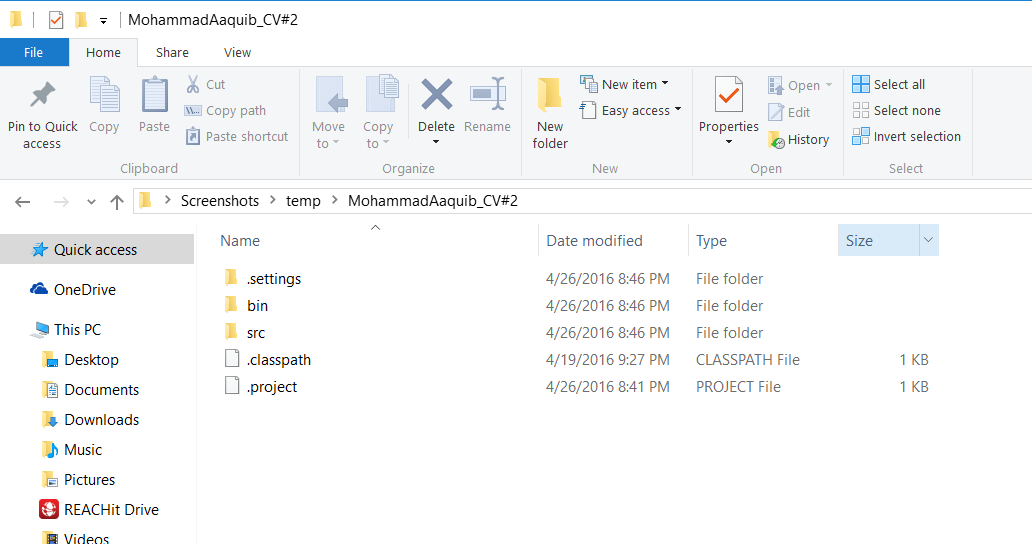 MohammadAaquib_CV#2
File Home Share View
Pin to Quick access
Copy
Paste
Cut
Copy path
Paste shortcut
Clipboard
Move to
Copy to
Delete
Rename
Organize
New folder
New item
Easy access
New
Properties
Open
Edit
History
Open
Select all
Select none
Invert selection
Select
Screenshots > temp > MohammadAaquib_CV#2
Quick access
OneDrive
This PC
Desktop
Documents
Downloads
Music
Pictures
REACHit Drive
Videos
Name Date modified Type Size
.settings 4/26/2016 8:46 PM File folder
bin 4/26/2016 8:46 PM File folder
src 4/26/2016 8:46 PM File folder
.classpath 4/19/2016 9:27 PM CLASSPATH File 1 KB
.project 4/26/2016 8:41 PM PROJECT File 1 KB